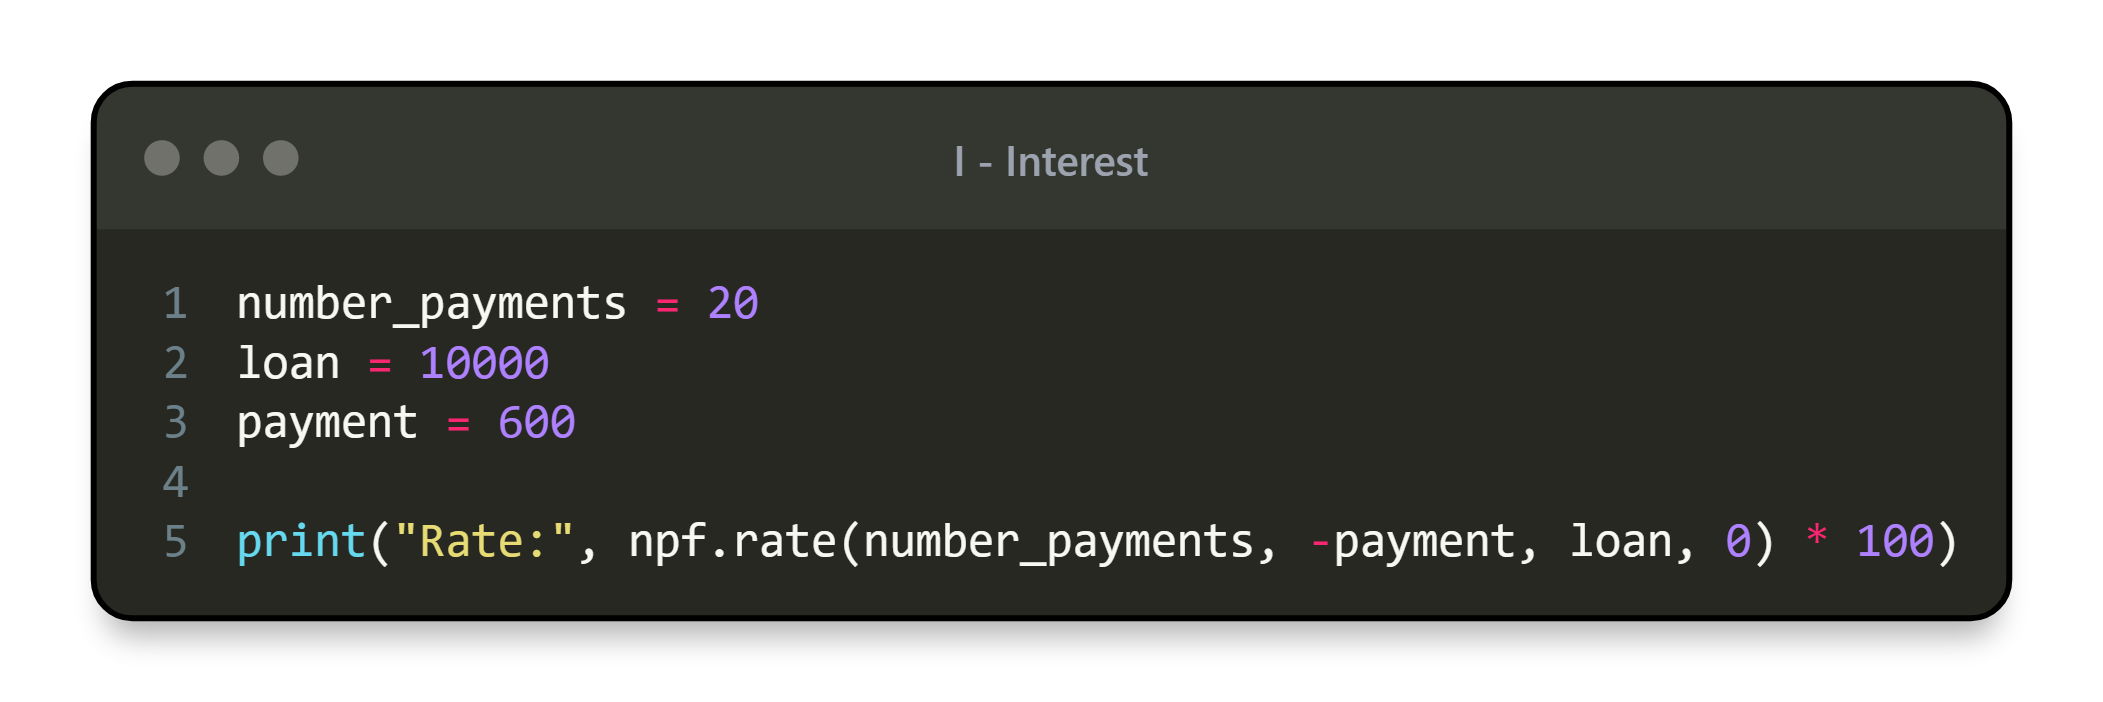 I - Interest
1 number_payments = 20
2 loan = 10000
3 payment = 600
4
5 print("Rate:", npf.rate(number_payments, -payment, loan, 0) * 100)